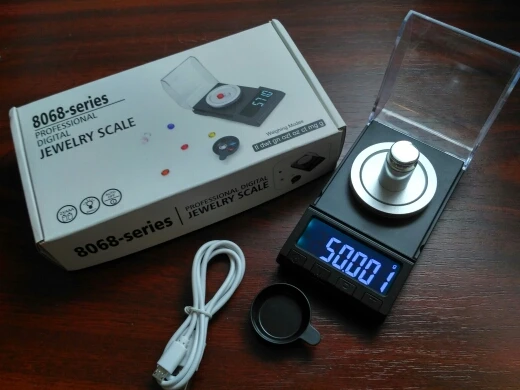 8068-series
PROFESSIONAL
DIGITAL
JEWELRY SCALE
Weighing Modes
8068-series
PROFESSIONAL DIGITAL
JEWELRY SCALE
50.001